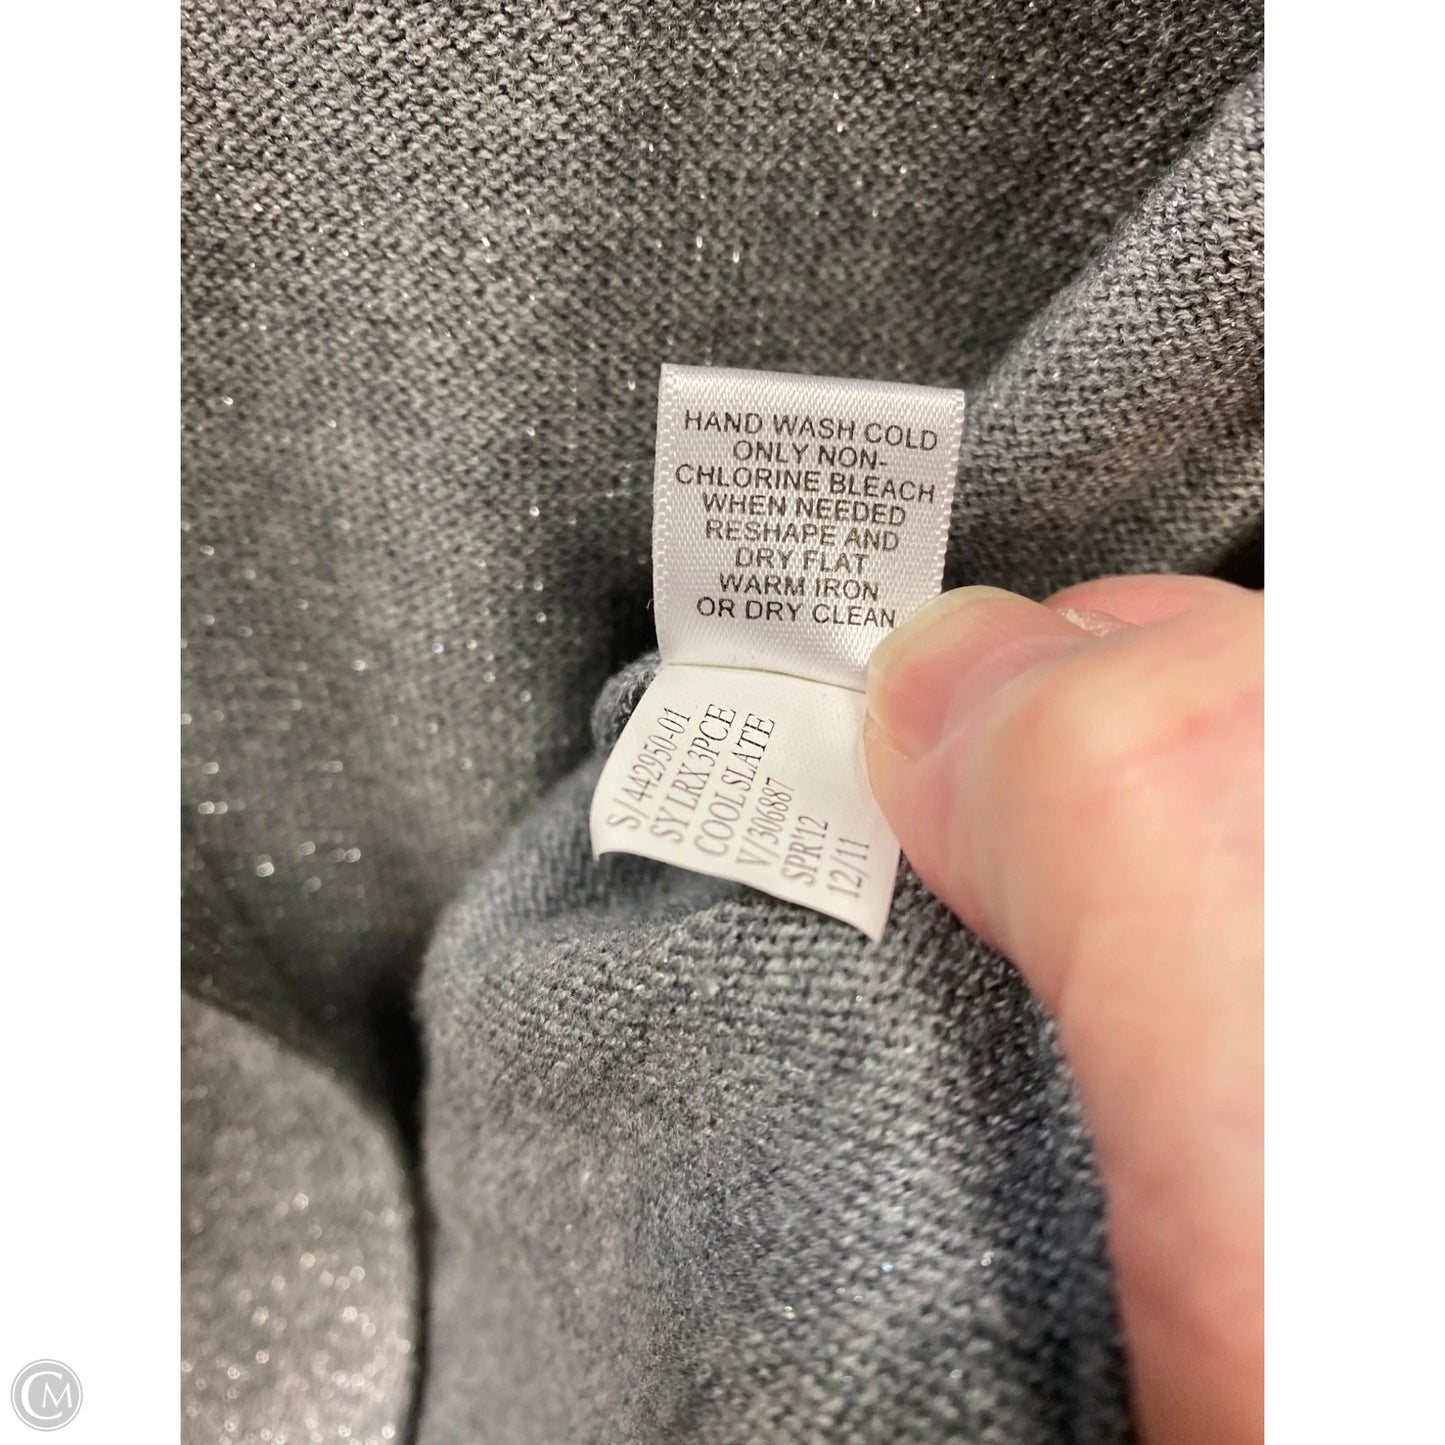 HAND WASH COLD
ONLY NON-
CHLORINE BLEACH
WHEN NEEDED
RESHAPE AND
DRY FLAT
WARM IRON
OR DRY CLEAN
S/442950-01
SY LRX 3PCE
COOL SLATE
V/306887
SPR'12
12/11
CM